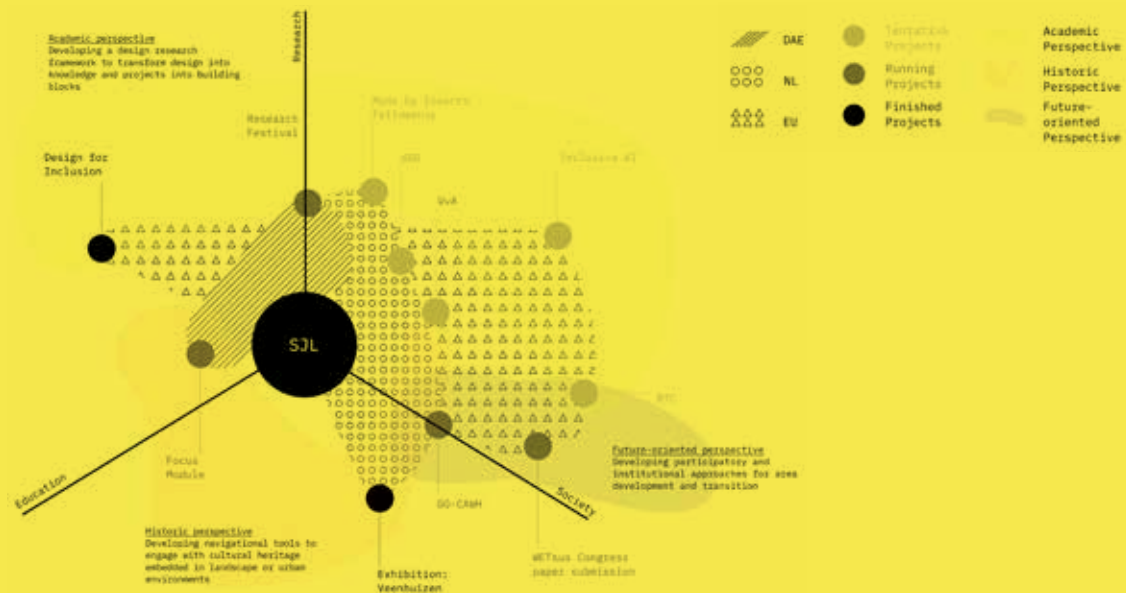 Academic perspective
Developing a design research
framework to transform design into
knowledge and projects into building
blocks
Research
DAE
NL
EU
Tentative
Projects
Running
Projects
Finished
Projects
Academic
Perspective
Historic
Perspective
Future-
oriented
Perspective
Research
Festival
Fellowship
Design for
Inclusion
Inclusive AI
UvA
SJL
Focus
Module
Education
Society
BTC
Future-oriented perspective
Developing participatory and
institutional approaches for area
development and transition
GO-CAWH
Historic perspective
Developing navigational tools to
engage with cultural heritage
embedded in landscape or urban
environments
Exhibition:
Veenhuizen
WETsus Congress
paper submission